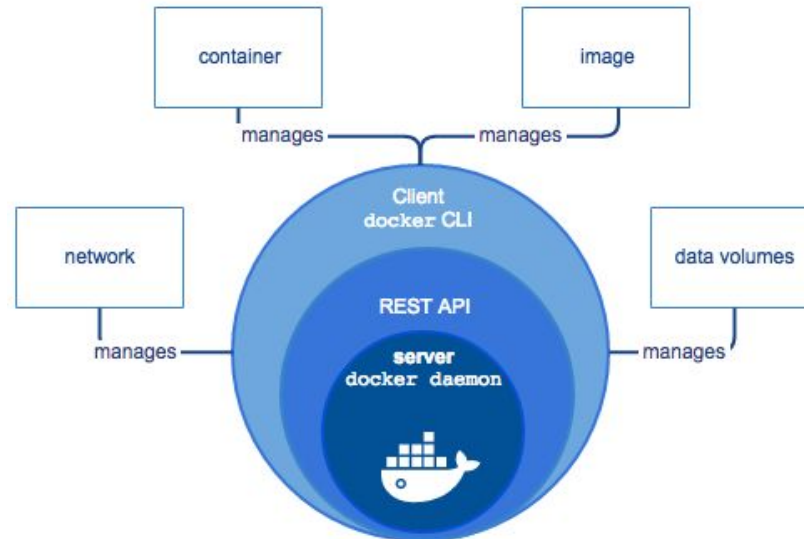 container
image
manages
manages
Client
docker CLI
network
data volumes
REST API
manages
server
manages
docker daemon